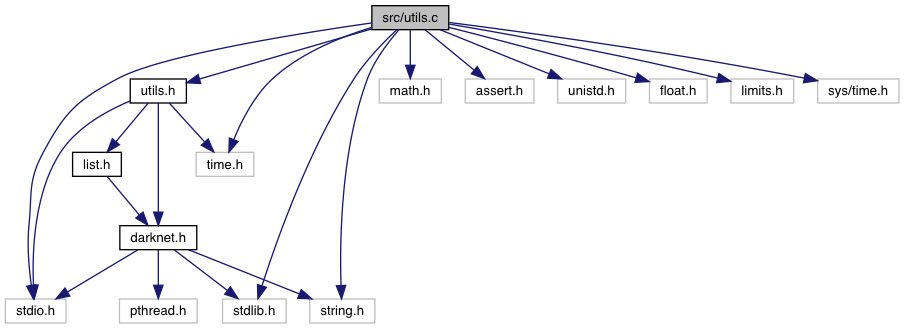 src/utils.c
utils.h
math.h
assert.h
unistd.h
float.h
limits.h
sys/time.h
list.h
time.h
darknet.h
stdio.h
pthread.h
stdlib.h
string.h